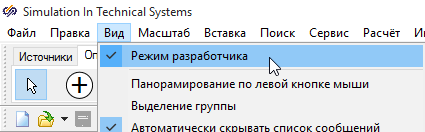 Simulation In Technical Systems
Файл Правка Вид Масштаб Вставка Поиск Сервис Расчёт
Источники
Режим разработчика
Панорамирование по левой кнопке мыши
Выделение группы
Автоматически скрывать список сообщений